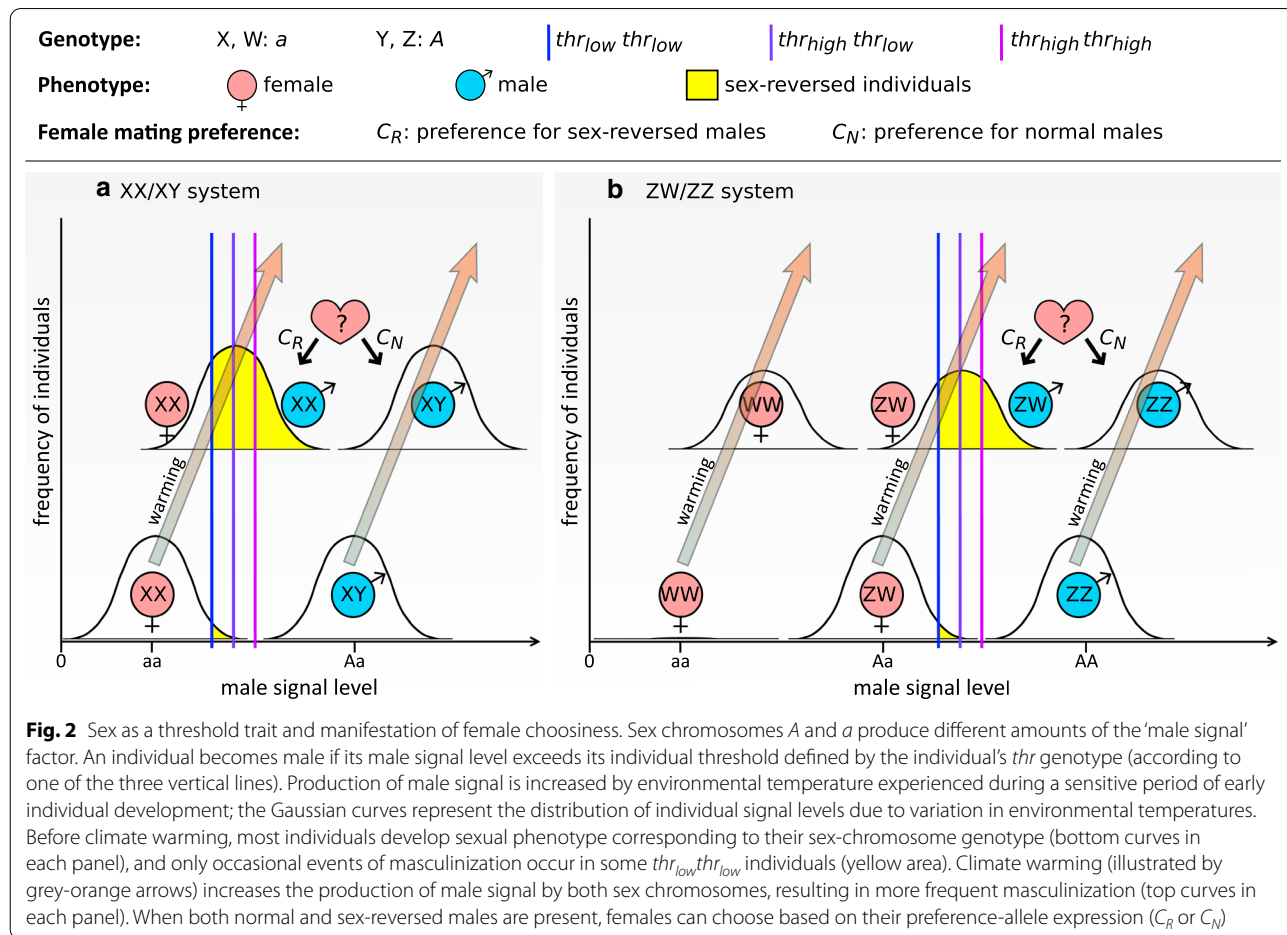 Genotype: X, W: a Y, Z: A thr_low thr_low thr_high thr_low thr_high thr_high
Phenotype: ♀ female ♂ male sex-reversed individuals
Female mating preference: C_R: preference for sex-reversed males C_N: preference for normal males
a XX/XY system
frequency of individuals
?
C_R C_N
XX XX XY
warming
XX XY
0 aa Aa
male signal level
b ZW/ZZ system
frequency of individuals
?
C_R C_N
WW ZW ZW ZZ
warming warming warming
WW ZW ZZ
0 aa Aa AA
male signal level
Fig. 2 Sex as a threshold trait and manifestation of female choosiness. Sex chromosomes A and a produce different amounts of the ‘male signal’
factor. An individual becomes male if its male signal level exceeds its individual threshold defined by the individual’s thr genotype (according to
one of the three vertical lines). Production of male signal is increased by environmental temperature experienced during a sensitive period of early
individual development; the Gaussian curves represent the distribution of individual signal levels due to variation in environmental temperatures.
Before climate warming, most individuals develop sexual phenotype corresponding to their sex-chromosome genotype (bottom curves in
each panel), and only occasional events of masculinization occur in some thr_low thr_low individuals (yellow area). Climate warming (illustrated by
grey-orange arrows) increases the production of male signal by both sex chromosomes, resulting in more frequent masculinization (top curves in
each panel). When both normal and sex-reversed males are present, females can choose based on their preference-allele expression (C_R or C_N)